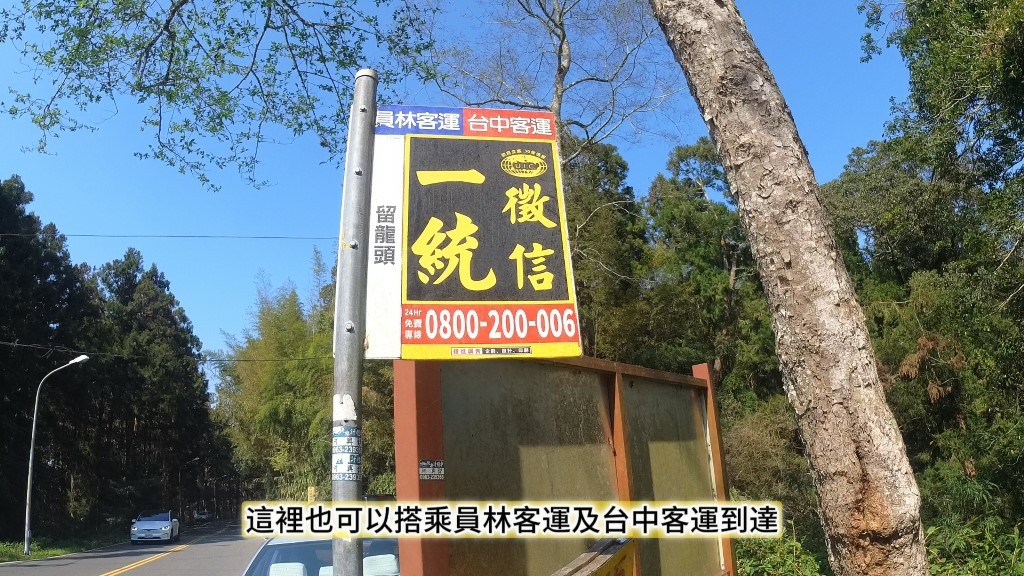 員林客運 台中客運
留龍頭
一統
徵信
24Hr
免費
專線
0800-200-006
這裡也可以搭乘員林客運及台中客運到達